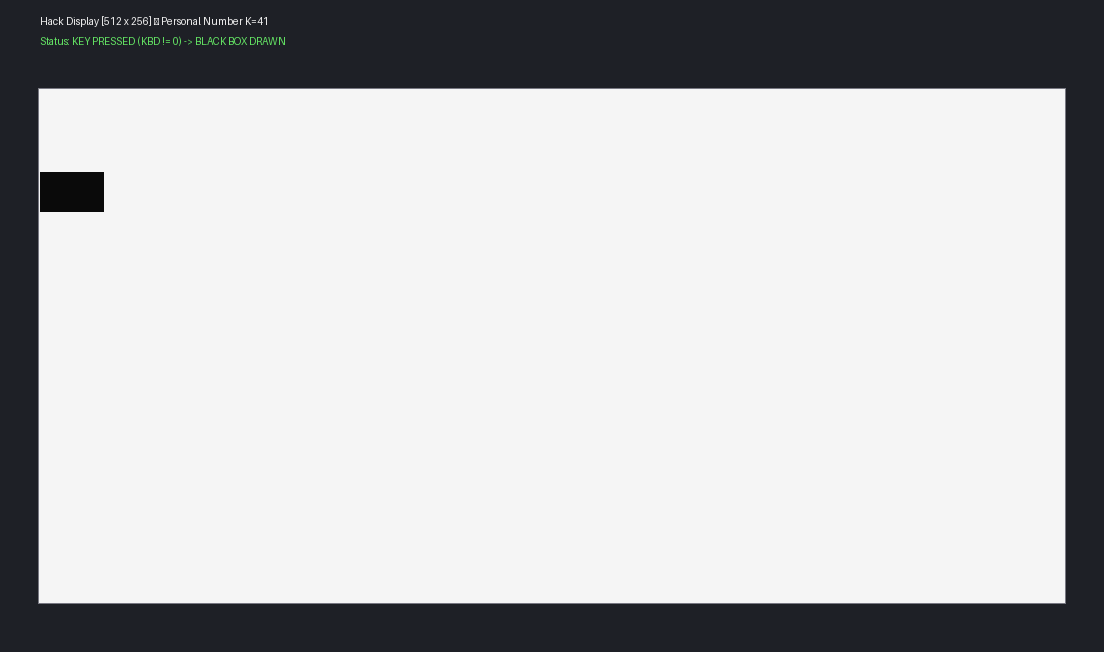 Hack Display [512 x 256] ▯ Personal Number K=41
Status: KEY PRESSED (KBD != 0) -> BLACK BOX DRAWN